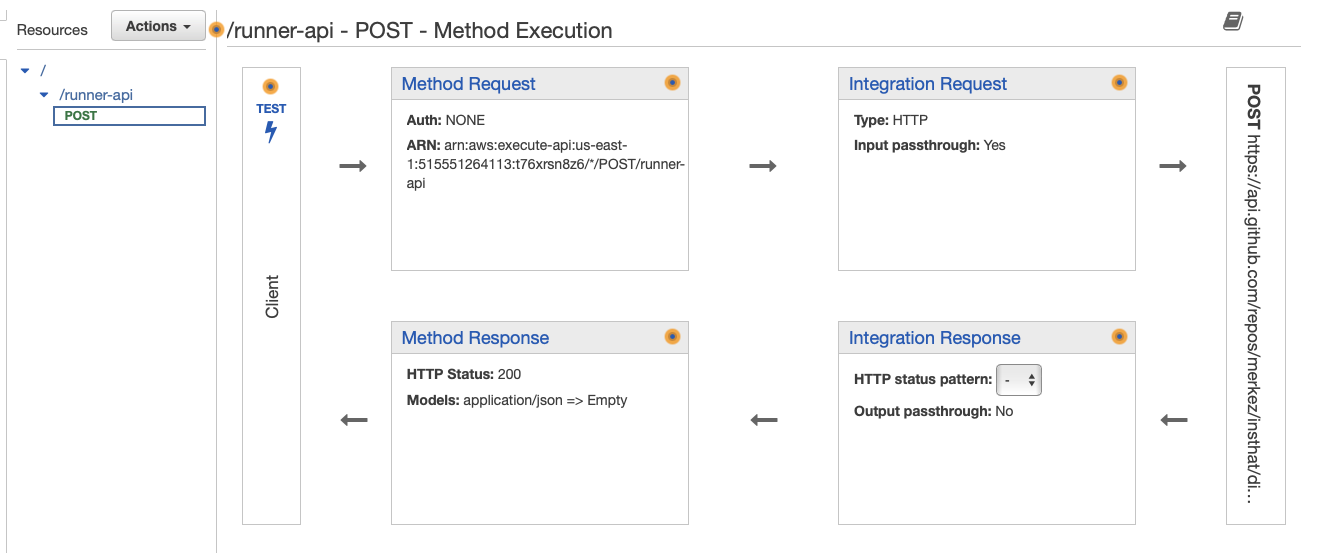 Resources
Actions
/runner-api - POST - Method Execution
/
/runner-api
POST
TEST
Client
Method Request
Auth: NONE
ARN: arn:aws:execute-api:us-east-
1:515551264113:t76xrsn8z6/*/POST/runner-
api
Integration Request
Type: HTTP
Input passthrough: Yes
POST https://api.github.com/repos/merkez/insthat/di...
Method Response
HTTP Status: 200
Models: application/json => Empty
Integration Response
HTTP status pattern: -
Output passthrough: No